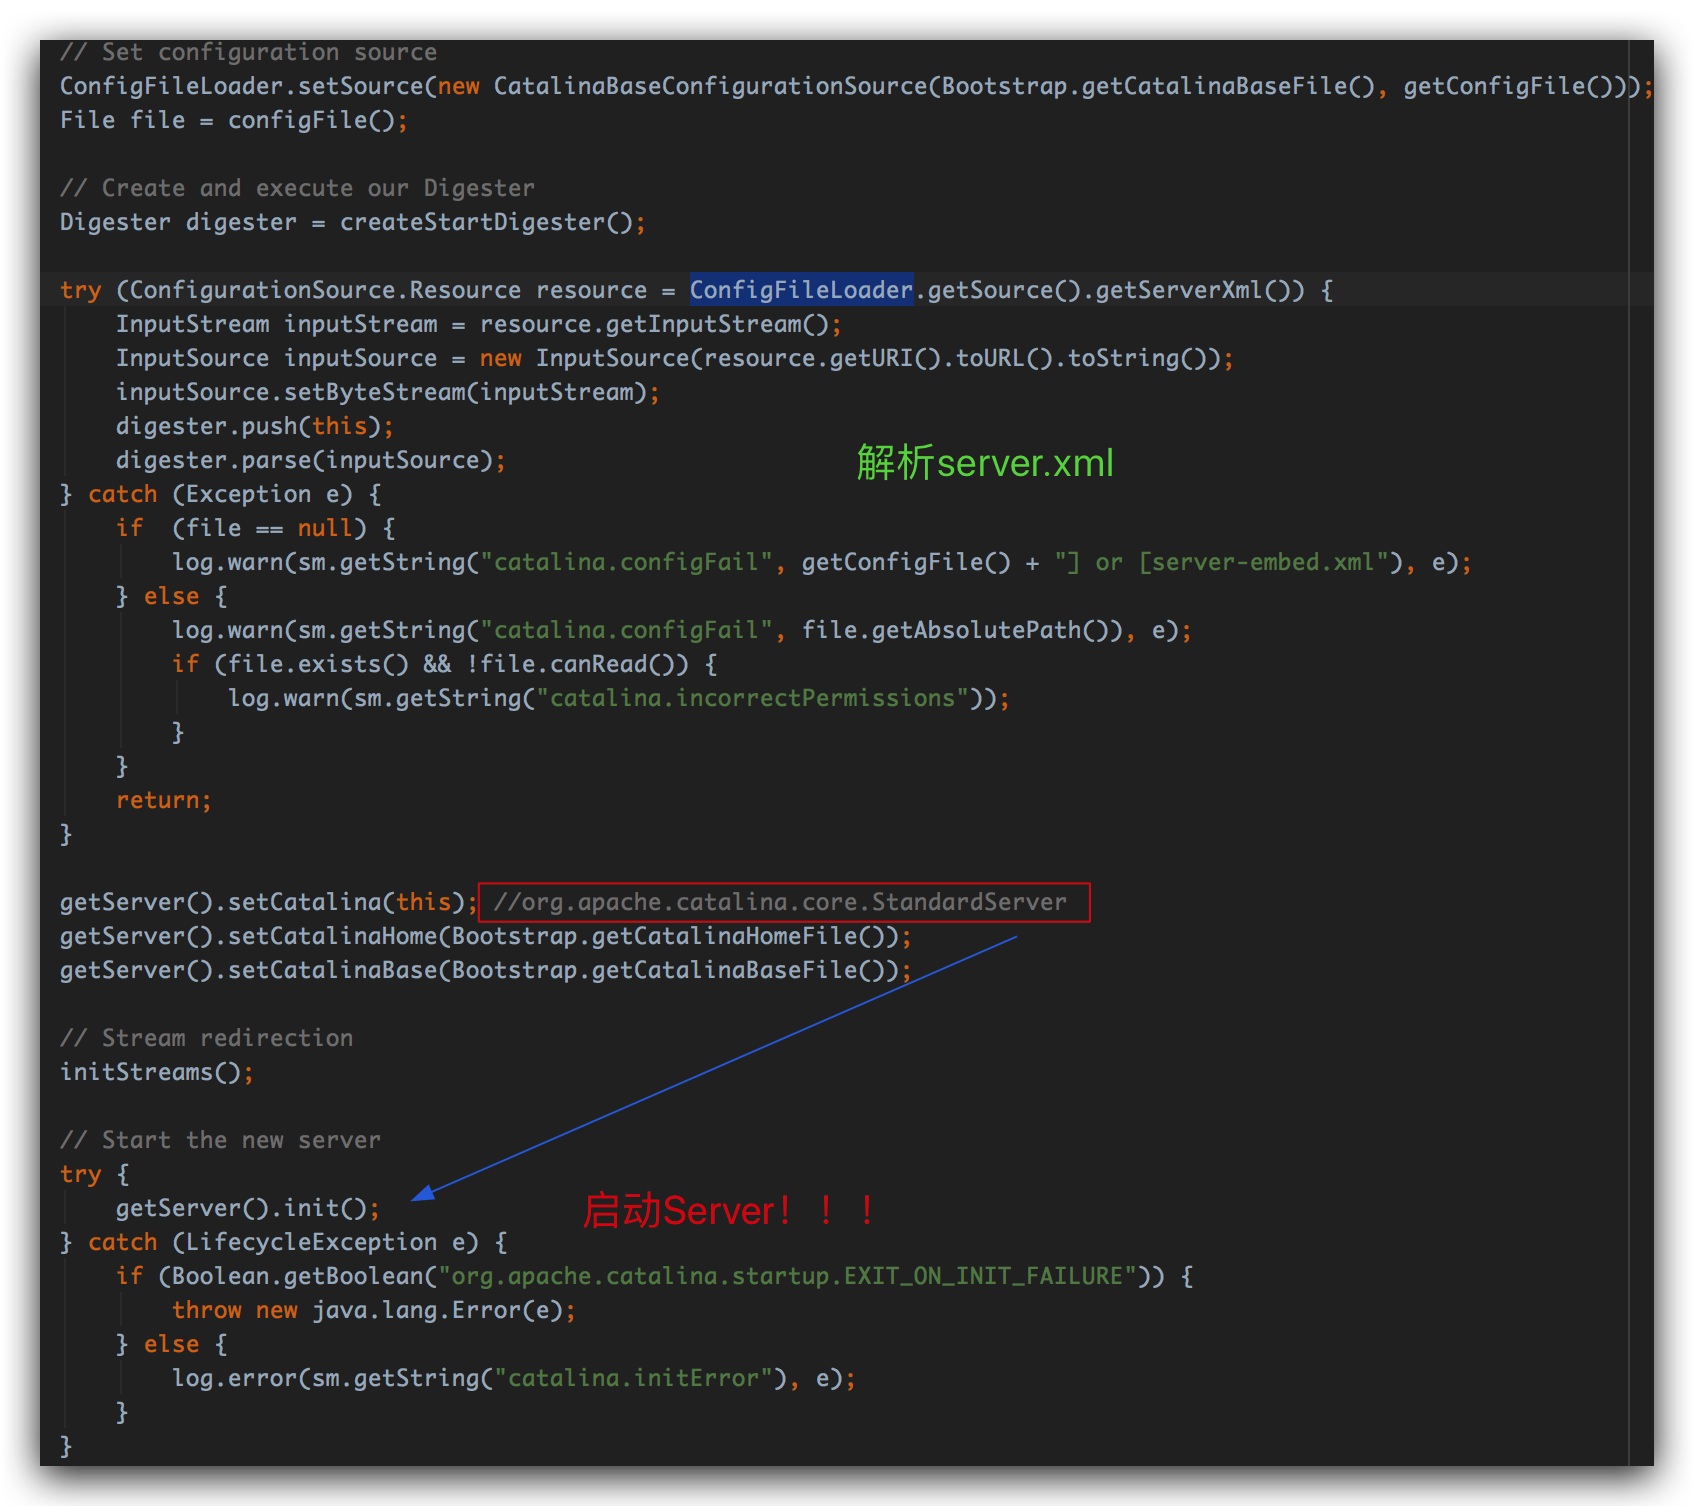 // Set configuration source
ConfigFileLoader.setSource(new CatalinaBaseConfigurationSource(Bootstrap.getCatalinaBaseFile(), getConfigFile()));
File file = configFile();
// Create and execute our Digester
Digester digester = createStartDigester();
try (ConfigurationSource.Resource resource = ConfigFileLoader.getSource().getServerXml()) {
    InputStream inputStream = resource.getInputStream();
    InputSource inputSource = new InputSource(resource.getURI().toURL().toString());
    inputSource.setByteStream(inputStream);
    digester.push(this);
    digester.parse(inputSource);
解析server.xml
} catch (Exception e) {
    if  (file == null) {
        log.warn(sm.getString("catalina.configFail", getConfigFile() + "] or [server-embed.xml"), e);
    } else {
        log.warn(sm.getString("catalina.configFail", file.getAbsolutePath()), e);
        if (file.exists() && !file.canRead()) {
            log.warn(sm.getString("catalina.incorrectPermissions"));
        }
    }
    return;
}
getServer().setCatalina(this); //org.apache.catalina.core.StandardServer
getServer().setCatalinaHome(Bootstrap.getCatalinaHomeFile());
getServer().setCatalinaBase(Bootstrap.getCatalinaBaseFile());
// Stream redirection
initStreams();
// Start the new server
try {
    getServer().init();
启动Server！！！
} catch (LifecycleException e) {
    if (Boolean.getBoolean("org.apache.catalina.startup.EXIT_ON_INIT_FAILURE")) {
        throw new java.lang.Error(e);
    } else {
        log.error(sm.getString("catalina.initError"), e);
    }
}